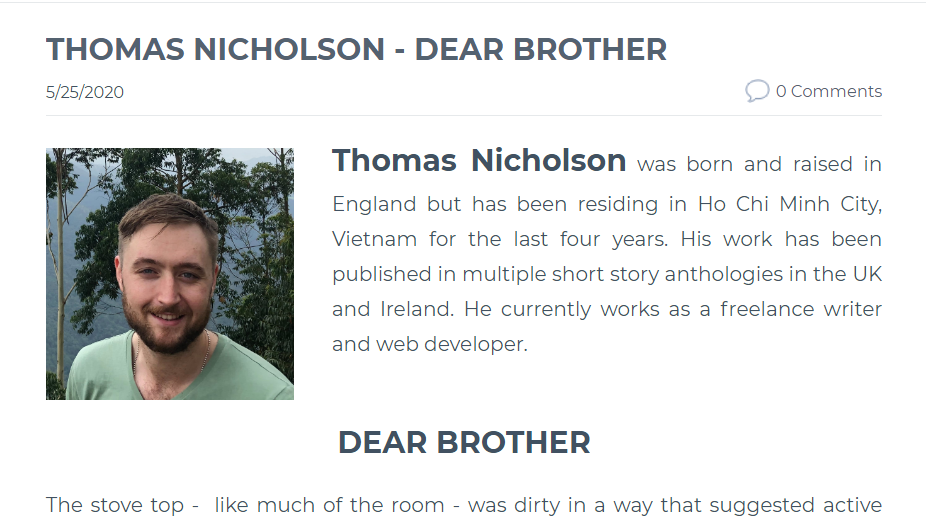 THOMAS NICHOLSON - DEAR BROTHER
5/25/2020
0 Comments
Thomas Nicholson was born and raised in
England but has been residing in Ho Chi Minh City,
Vietnam for the last four years. His work has been
published in multiple short story anthologies in the UK
and Ireland. He currently works as a freelance writer
and web developer.
DEAR BROTHER
The stove top -  like much of the room - was dirty in a way that suggested active